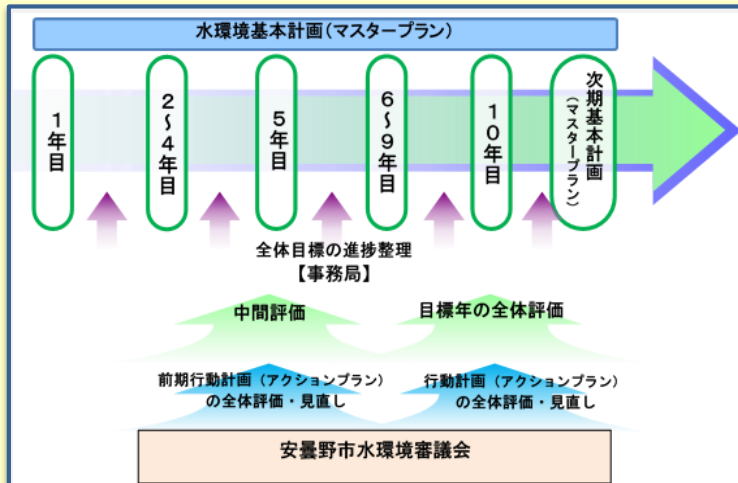 水環境基本計画(マスタープラン)
1年目
2～4年目
5年目
6～9年目
10年目
次期基本計画
(マスタープラン)
全体目標の進捗整理
【事務局】
中間評価
目標年の全体評価
前期行動計画（アクションプラン）
の全体評価・見直し
行動計画（アクションプラン）
の全体評価・見直し
安曇野市水環境審議会